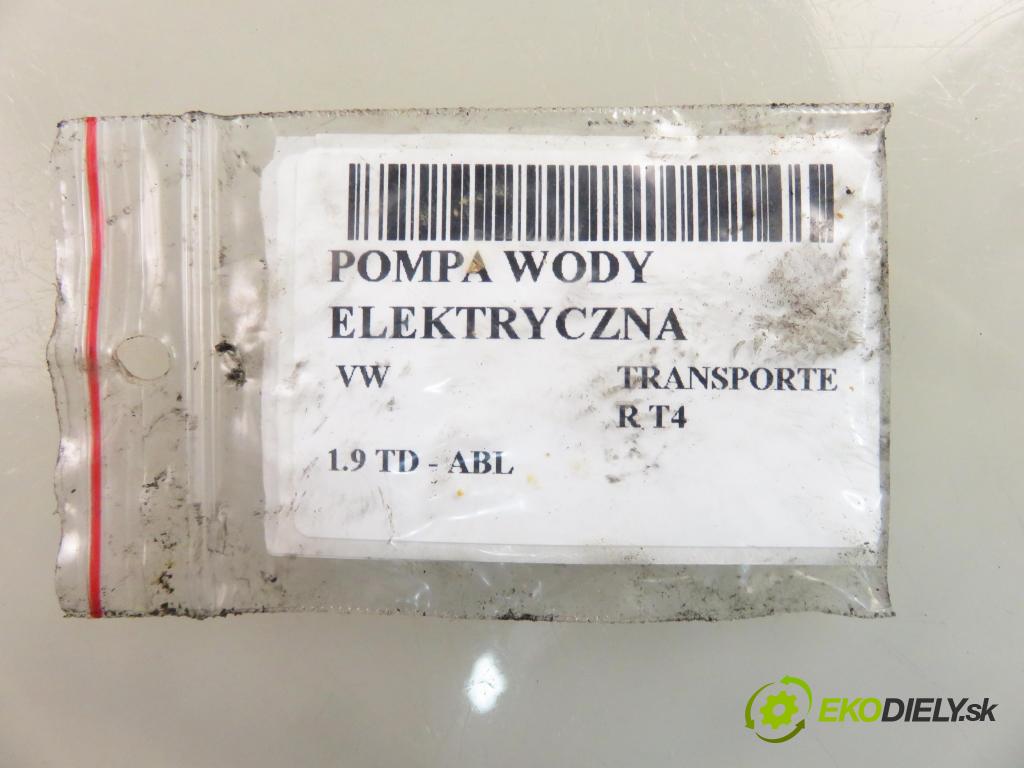 POMPA WODY
ELEKTRYCZNA
VW TRANSPORTE
R T4
1.9 TD - ABL
EKODIELY.sk